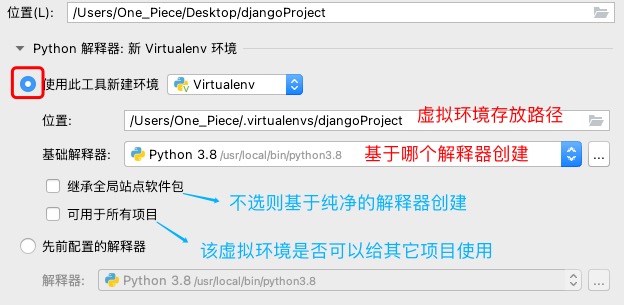 位置(L): /Users/One_Piece/Desktop/djangoProject
Python 解释器: 新 Virtualenv 环境
使用此工具新建环境 Virtualenv
位置: /Users/One_Piece/.virtualenvs/djangoProject 虚拟环境存放路径
基础解释器: Python 3.8 /usr/local/bin/python3.8 基于哪个解释器创建 ...
继承全局站点软件包
不选则基于纯净的解释器创建
可用于所有项目
该虚拟环境是否可以给其它项目使用
先前配置的解释器
解释器: Python 3.8 /usr/local/bin/python3.8 ...